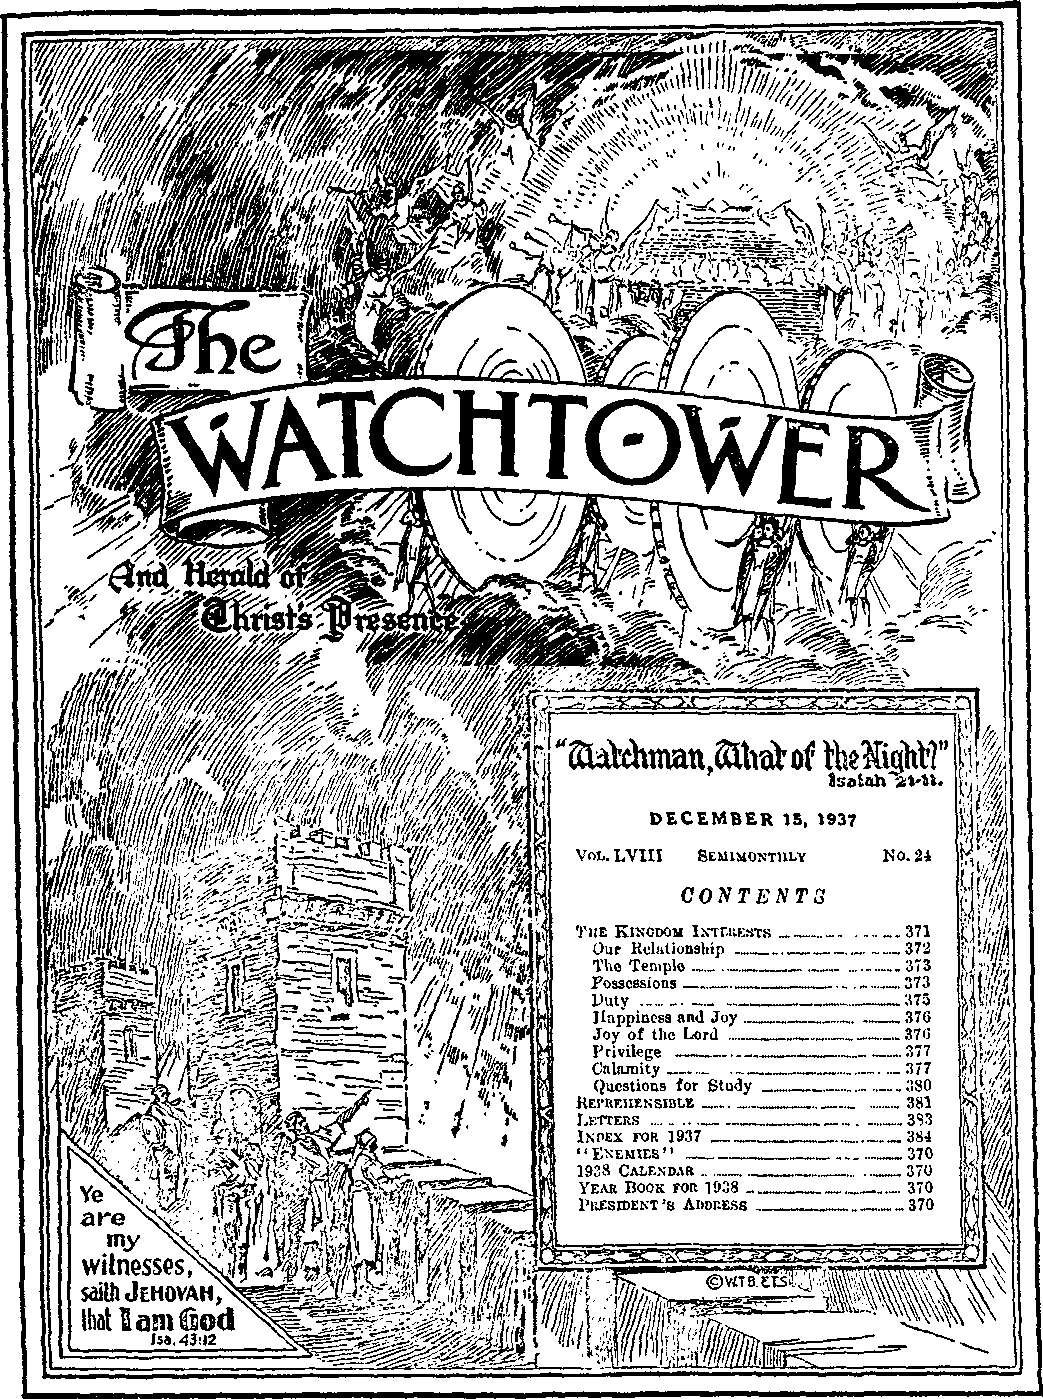 The
WATCHTOWER
And Herald of
Christ's Presence
"Watchman, What of the Night?"
Isaiah 21-11.
DECEMBER 15, 1937
VOL. LVIII SEMIMONTHLY No. 24
CONTENTS
THE KINGDOM INTERESTS 371
Our Relationship 372
The Temple 373
Possessions 373
Duty 375
Happiness and Joy 376
Joy of the Lord 376
Privilege 377
Calamity 377
Questions for Study 380
REPREHENSIBLE 381
LETTERS 383
INDEX FOR 1937 384
"ENEMIES" 370
1938 CALENDAR 370
YEAR BOOK FOR 1938 370
PRESIDENT'S ADDRESS 370
Ye
are
my
witnesses,
saith JEHOVAH,
that I am God
Isa. 43:12
©W.T.B.&T.S.